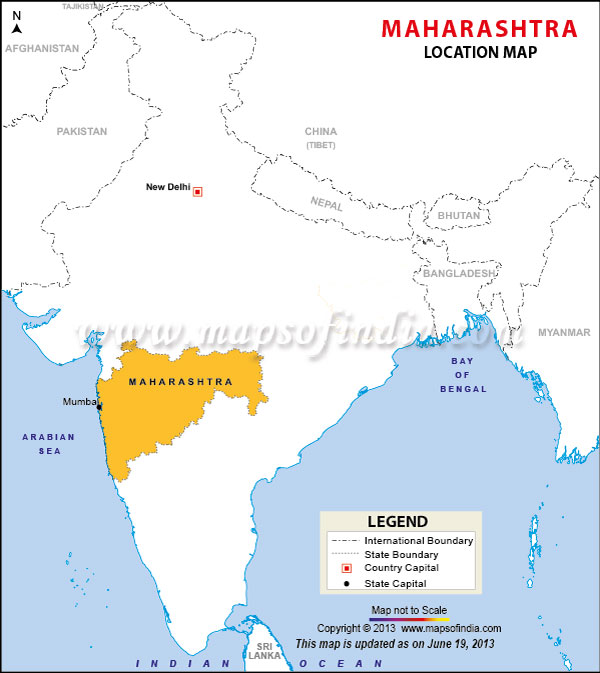 N
TAJIKISTAN
MAHARASHTRA
LOCATION MAP
AFGHANISTAN
PAKISTAN
CHINA
(TIBET)
New Delhi
NEPAL
BHUTAN
BANGLADESH
MYANMAR
www.mapsofindia.com
MAHARASHTRA
Mumbai
BAY
OF
BENGAL
ARABIAN
SEA
LEGEND
International Boundary
State Boundary
Country Capital
State Capital
Map not to Scale
Copyright © 2013 www.mapsofindia.com
This map is updated as on June 19, 2013
SRI
LANKA
INDIAN OCEAN